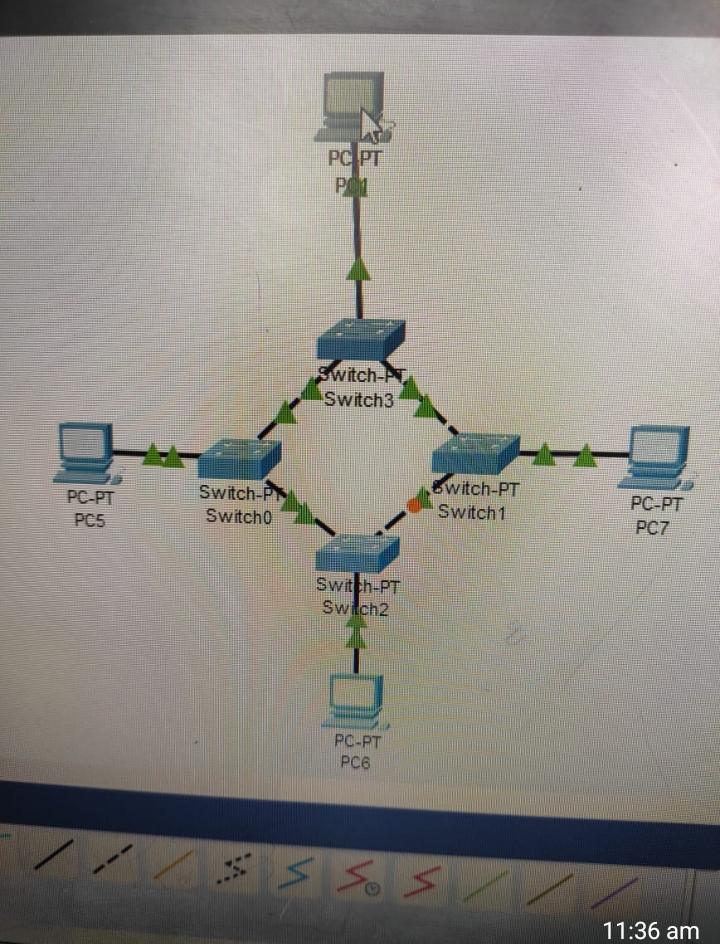 PC-PT
PC1
Switch-PT
Switch3
PC-PT
PC5
Switch-PT
Switch0
Switch-PT
Switch1
PC-PT
PC7
Switch-PT
Switch2
PC-PT
PC6
11:36 am